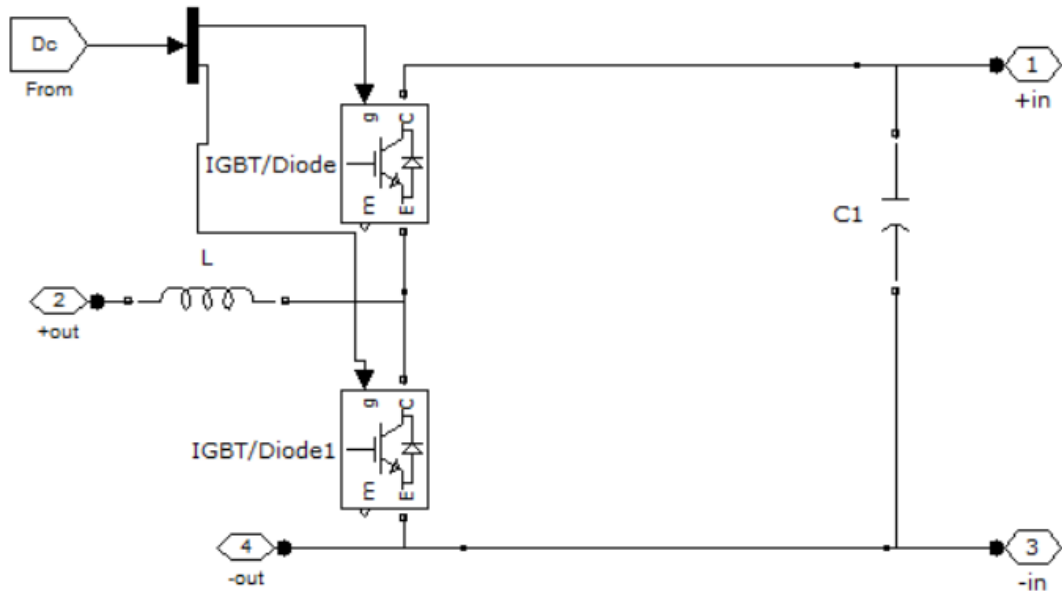 Dc
From
1
+in
g
C
IGBT/Diode
m
E
C1
L
2
+out
g
C
IGBT/Diode1
m
E
4
-out
3
-in